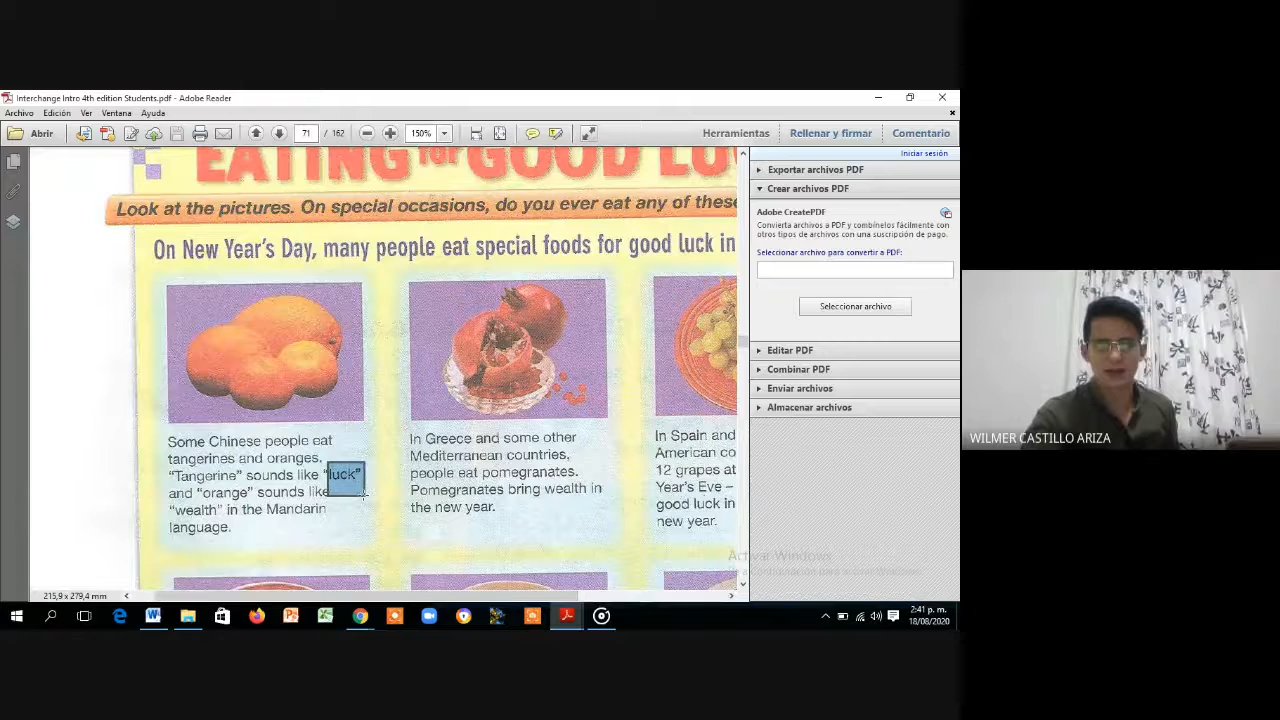 Interchange Intro 4th edition Students.pdf - Adobe Reader
Archivo Edición Ver Ventana Ayuda
Abrir 71 / 162 150% Herramientas Rellenar y firmar Comentario
Iniciar sesión
EATING for GOOD LU
Look at the pictures. On special occasions, do you ever eat any of these
On New Year's Day, many people eat special foods for good luck in
Some Chinese people eat
tangerines and oranges.
“Tangerine” sounds like “luck”
and “orange” sounds like
“wealth” in the Mandarin
language.
In Greece and some other
Mediterranean countries,
people eat pomegranates.
Pomegranates bring wealth in
the new year.
In Spain and
American co
12 grapes at
Year's Eve –
good luck in
new year.
Exportar archivos PDF
Crear archivos PDF
Adobe CreatePDF
Convierta archivos a PDF y combínelos fácilmente con
otros tipos de archivos con una suscripción de pago.
Seleccionar archivo para convertir a PDF:
Seleccionar archivo
Editar PDF
Combinar PDF
Enviar archivos
Almacenar archivos
Activar Windows
215,9 x 279,4 mm
2:41 p. m.
18/08/2020
WILMER CASTILLO ARIZA